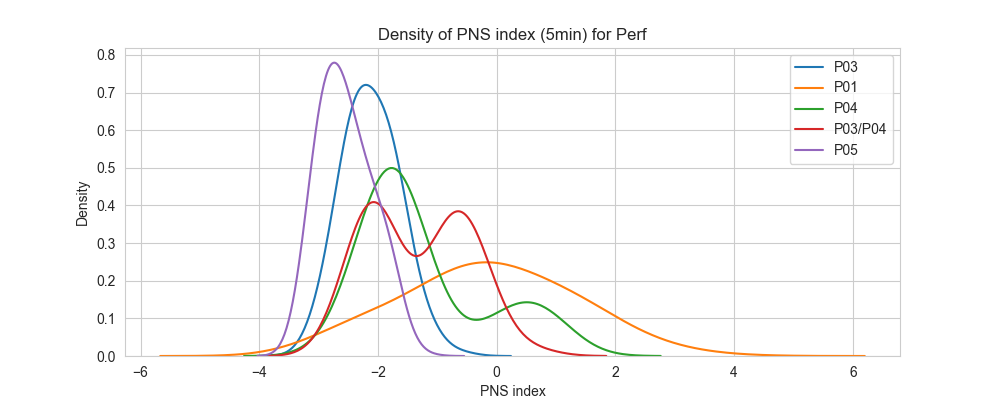 Density of PNS index (5min) for Perf
0.8
0.7
0.6
0.5
0.4
0.3
0.2
0.1
0.0
Density
P03
P01
P04
P03/P04
P05
−6 −4 −2 0 2 4 6
PNS index